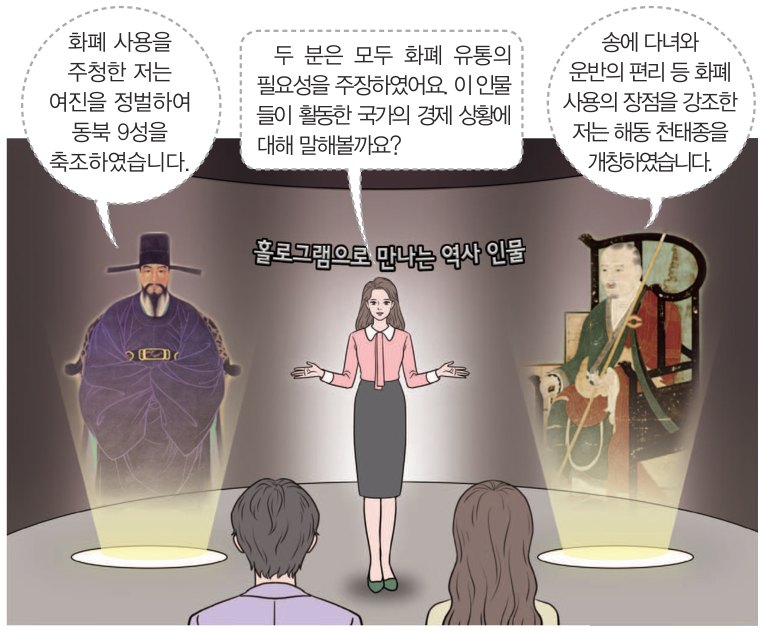 화폐 사용을
주청한 저는
여진을 정벌하여
동북 9성을
축조하였습니다.
두 분은 모두 화폐 유통의
필요성을 주장하였어요. 이 인물
들이 활동한 국가의 경제 상황에
대해 말해볼까요?
송에 다녀와
운반의 편리 등 화폐
사용의 장점을 강조한
저는 해동 천태종을
개창하였습니다.
홀로그램으로 만나는 역사 인물